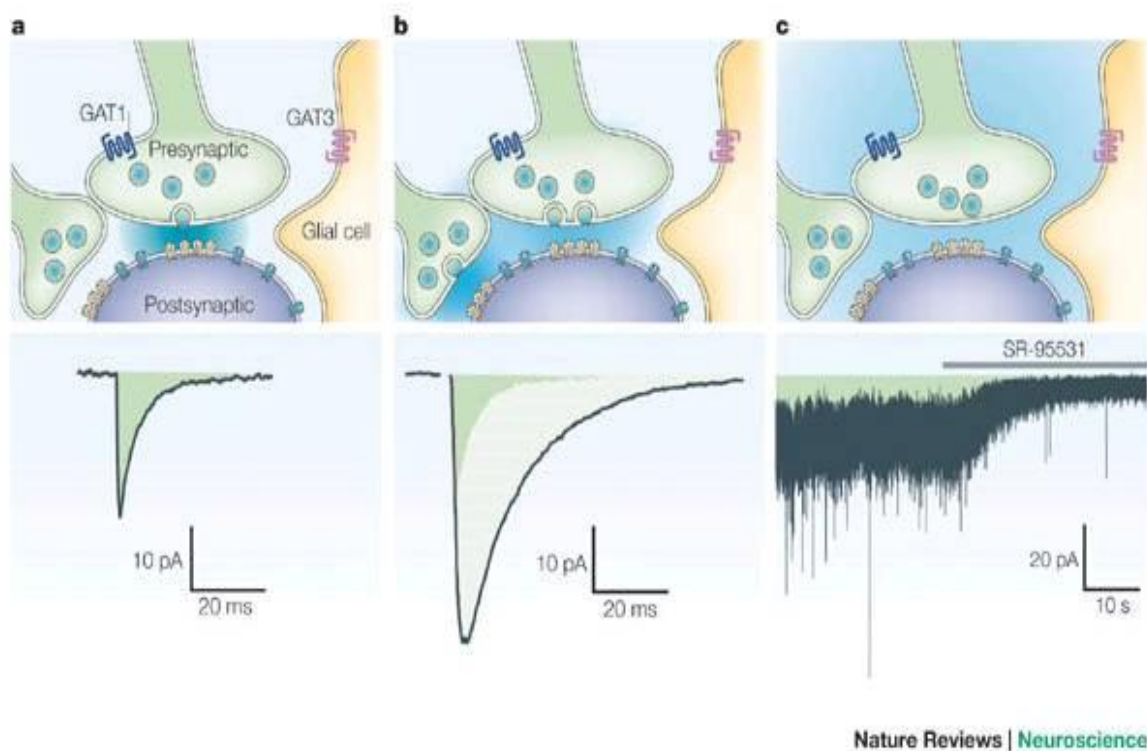 a
b
c
GAT1
GAT3
Presynaptic
Glial cell
Postsynaptic
SR-95531
10 pA
20 ms
10 pA
20 ms
20 pA
10 s
Nature Reviews | Neuroscience